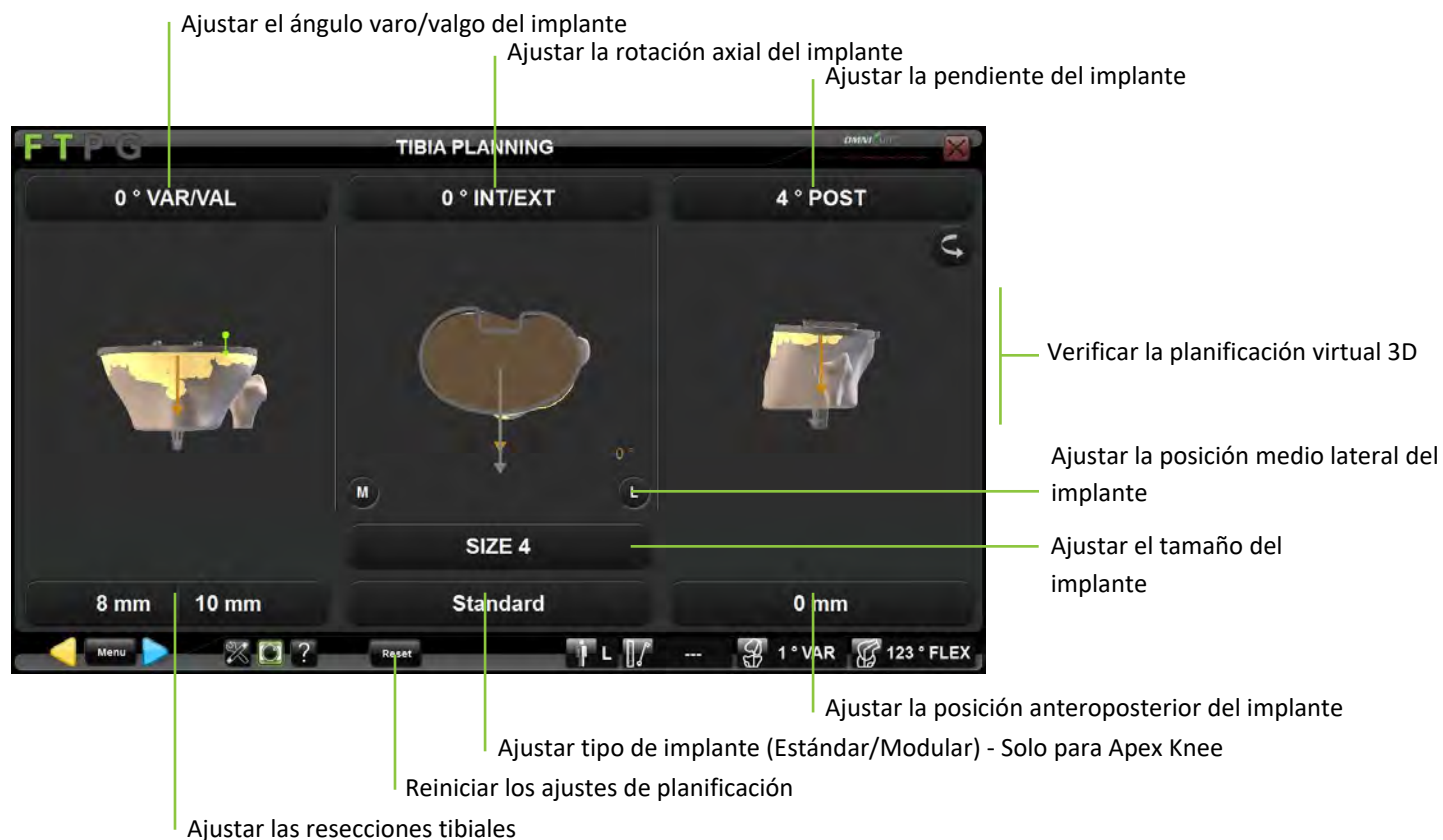 Ajustar el ángulo varo/valgo del implante
Ajustar la rotación axial del implante
Ajustar la pendiente del implante
F T P G
TIBIA PLANNING
0 ° VAR/VAL
0 ° INT/EXT
4 ° POST
Verificar la planificación virtual 3D
0 °
M
L
Ajustar la posición medio lateral del
implante
SIZE 4
Ajustar el tamaño del
implante
8 mm
10 mm
Standard
0 mm
Menu
?
Reset
L
---
1 ° VAR
123 ° FLEX
Ajustar la posición anteroposterior del implante
Ajustar tipo de implante (Estándar/Modular) - Solo para Apex Knee
Reiniciar los ajustes de planificación
Ajustar las resecciones tibiales